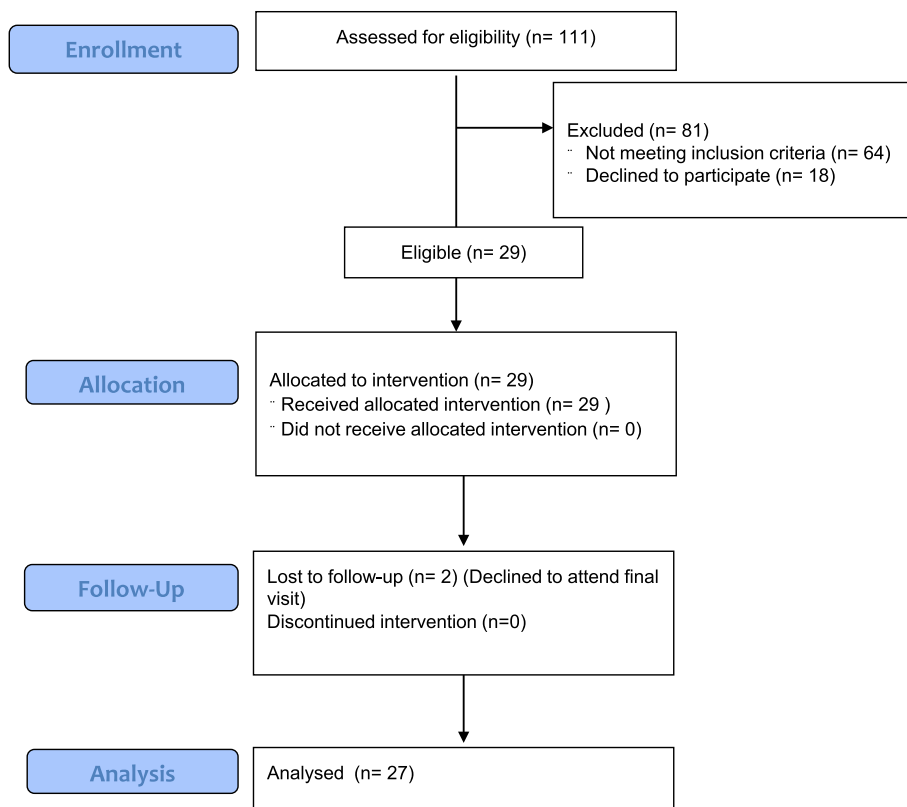 Enrollment
Assessed for eligibility (n= 111)
Excluded (n= 81)
¨ Not meeting inclusion criteria (n= 64)
¨ Declined to participate (n= 18)
Eligible (n= 29)
Allocation
Allocated to intervention (n= 29)
¨ Received allocated intervention (n= 29 )
¨ Did not receive allocated intervention (n= 0)
Follow-Up
Lost to follow-up (n= 2) (Declined to attend final
visit)
Discontinued intervention (n=0)
Analysis
Analysed (n= 27)